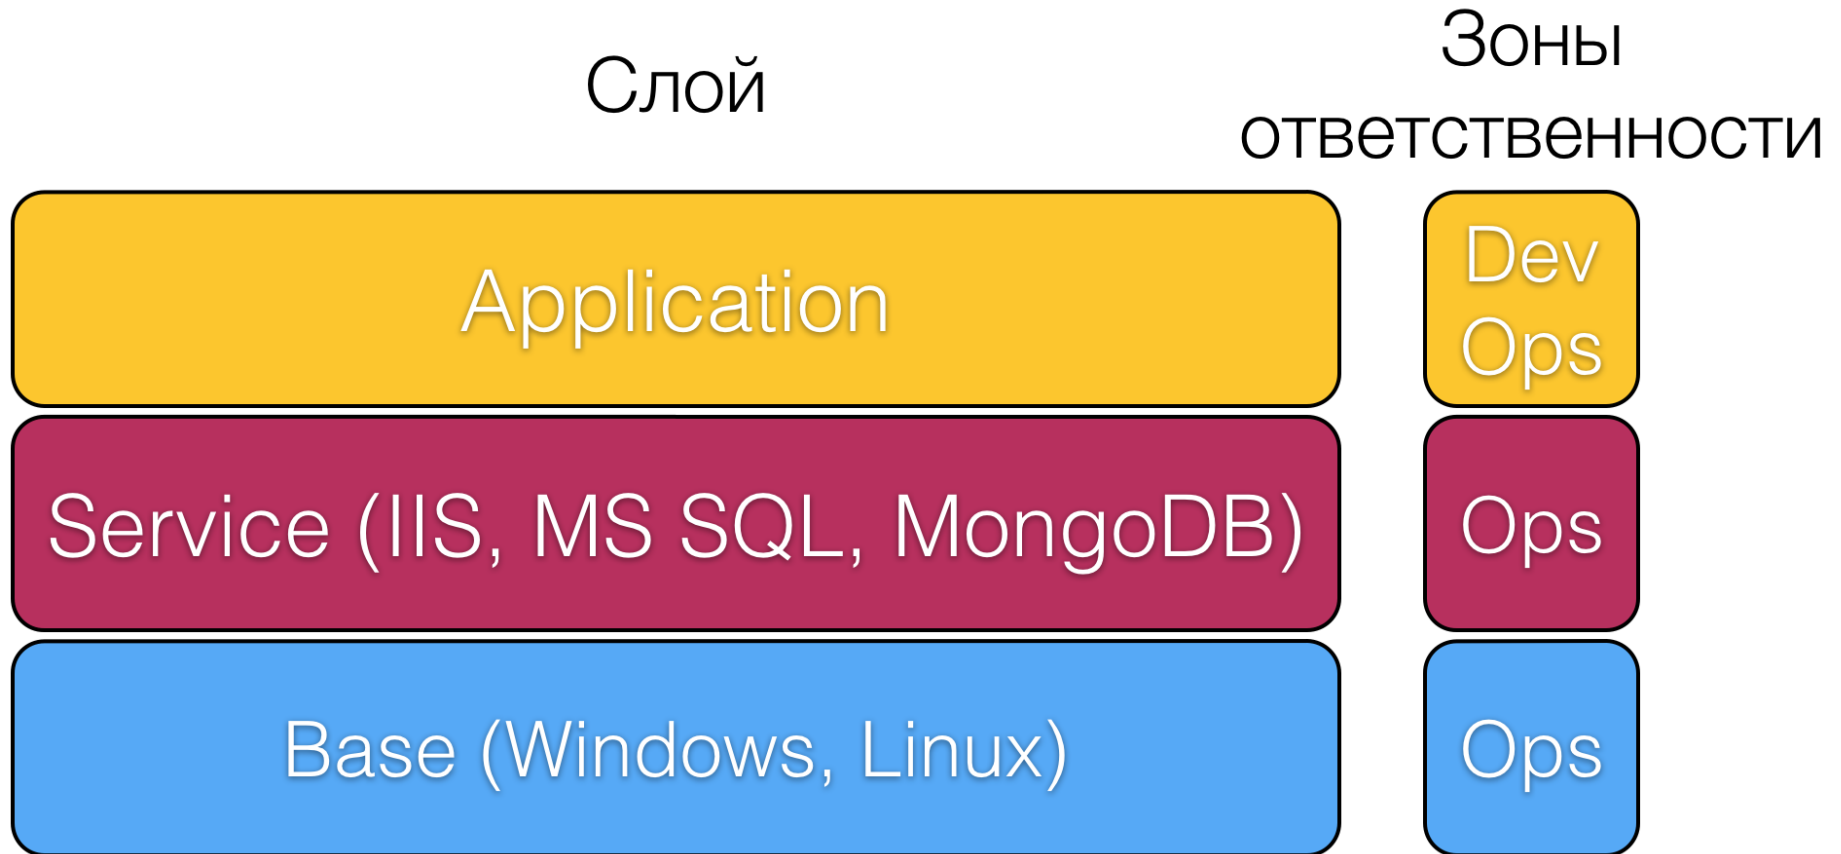 Слой
Зоны
ответственности
Application
Dev
Ops
Service (IIS, MS SQL, MongoDB)
Ops
Base (Windows, Linux)
Ops